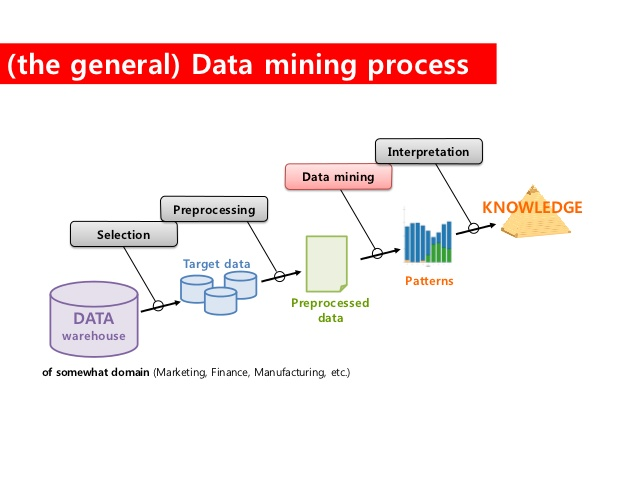 (the general) Data mining process
Interpretation
Data mining
Preprocessing
Selection
KNOWLEDGE
Target data
Patterns
Preprocessed
data
DATA
warehouse
of somewhat domain (Marketing, Finance, Manufacturing, etc.)